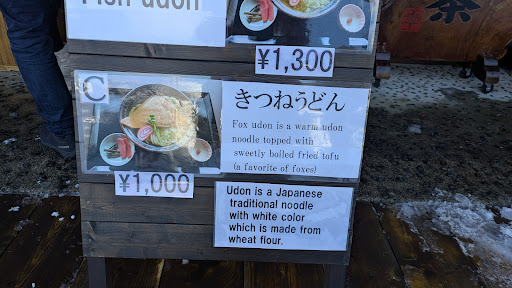 Fish udon
¥1,300
茶
C
きつねうどん
Fox udon is a warm udon
noodle topped with
sweetly boiled fried tofu
(a favorite of foxes)
¥1,000
Udon is a Japanese
traditional noodle
with white color
which is made from
wheat flour.